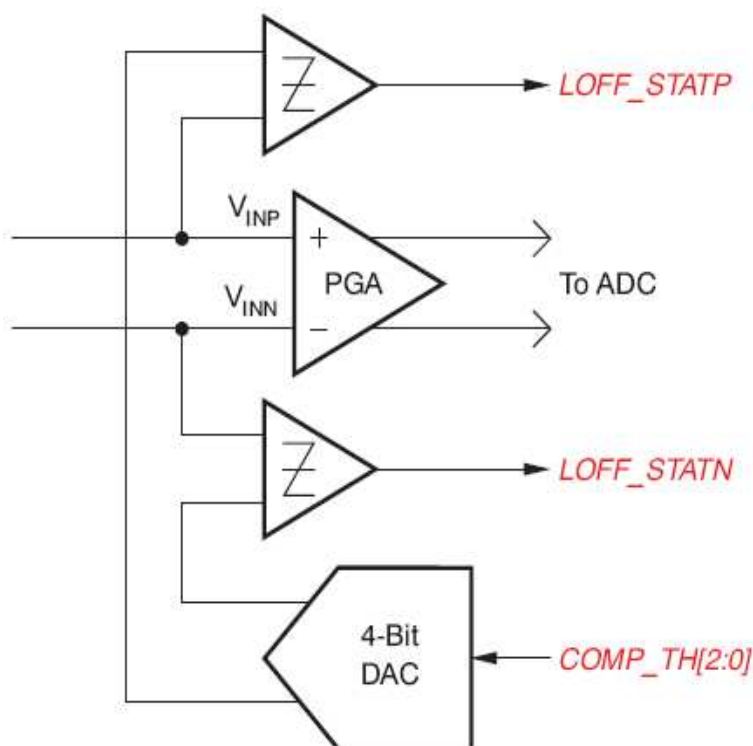 LOFF_STATP
VINP
+
PGA
To ADC
VINN
−
LOFF_STATN
4-Bit
DAC
COMP_TH[2:0]